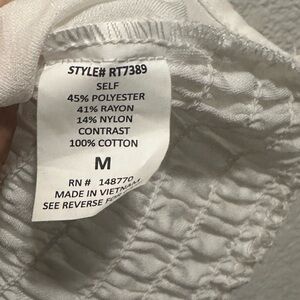 STYLE# RT7389
SELF
45% POLYESTER
41% RAYON
14% NYLON
CONTRAST
100% COTTON
M
RN # 148770
MADE IN VIETNAM
SEE REVERSE FOR